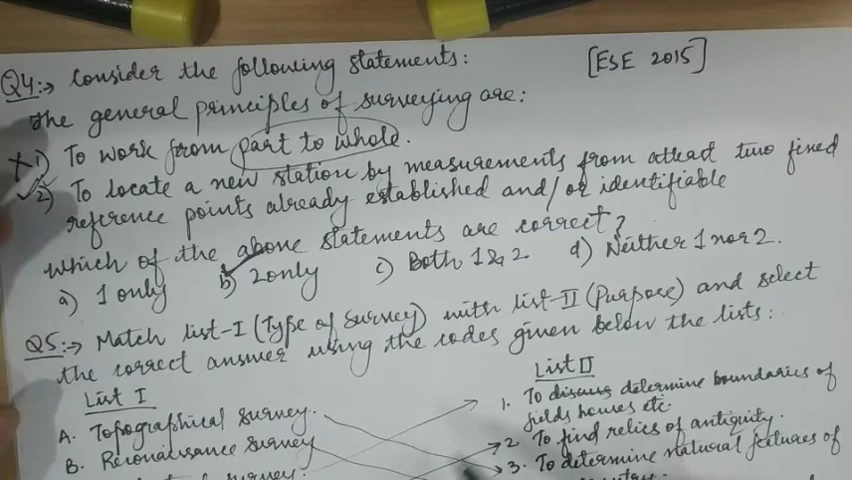 Q4:→ Consider the following statements: [ESE 2015]
The general principles of surveying are:
1) To work from part to whole.
2) To locate a new station by measurements from atleast two fixed
reference points already established and/or identifiable
which of the above statements are correct?
a) 1 only b) 2 only c) Both 1 & 2 d) Neither 1 nor 2.
Q5:→ Match list-I (Type of Survey) with list-II (Purpose) and select
the correct answer using the codes given below the lists:
List I
List II
A. Topographical survey.
B. Reconaissance survey
survey.
1. To discuss determine boundaries of
fields houses etc.
2. To find relics of antiquity.
3. To determine natural features of